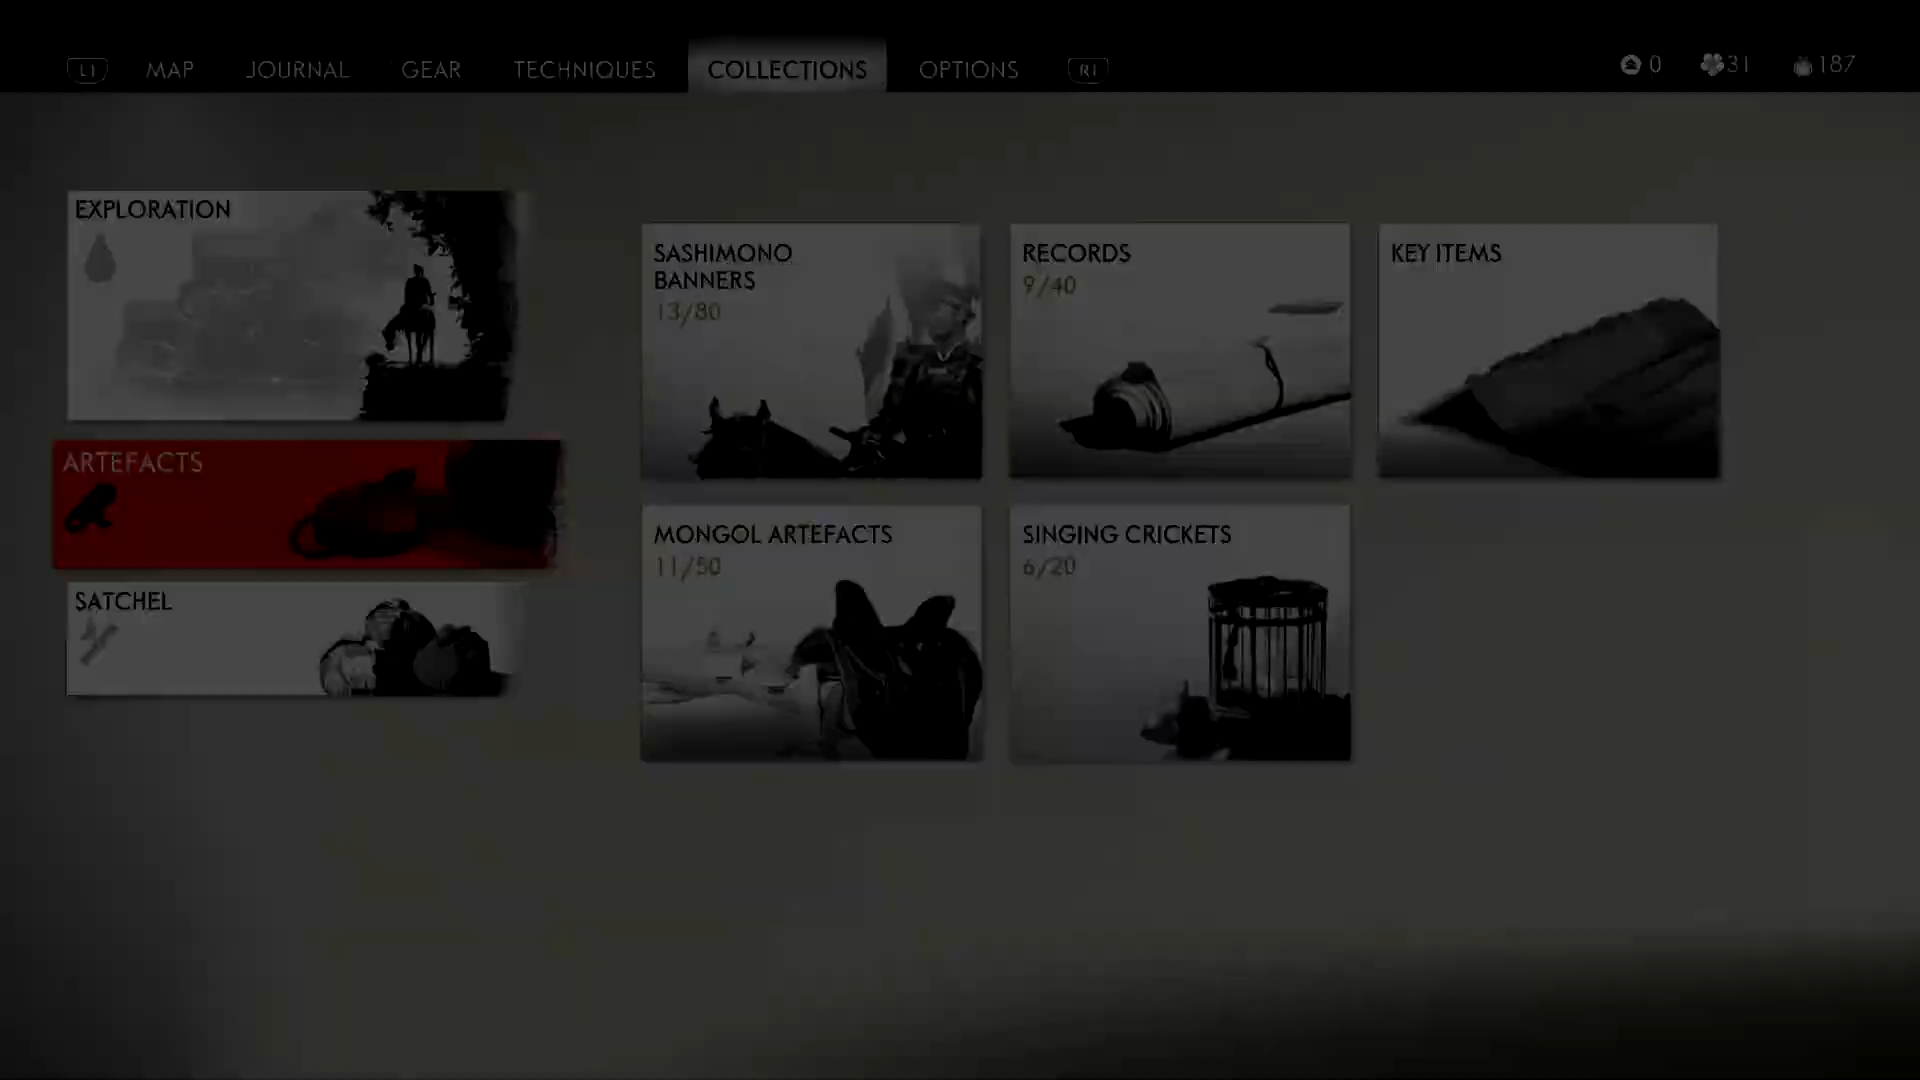 L1 MAP JOURNAL GEAR TECHNIQUES COLLECTIONS OPTIONS R1 0 31 187
EXPLORATION
ARTEFACTS
SATCHEL
SASHIMONO
BANNERS
13/80
RECORDS
9/40
KEY ITEMS
MONGOL ARTEFACTS
11/50
SINGING CRICKETS
6/20